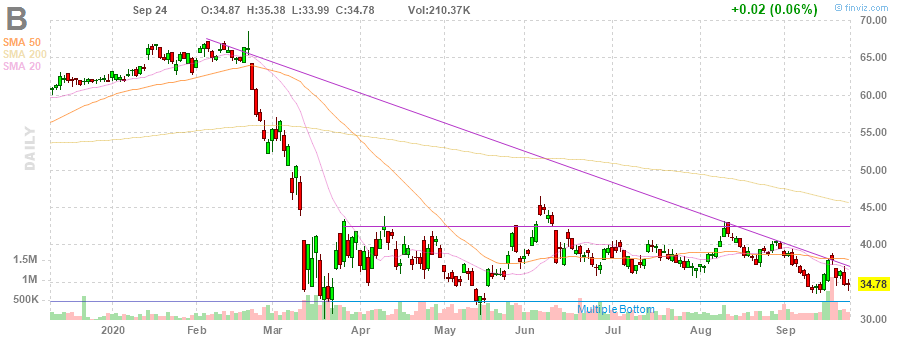 B Sep 24 O:34.87 H:35.38 L:33.99 C:34.78 Vol:210.37K +0.02 (0.06%) © finviz.com
SMA 50
SMA 200
SMA 20
DAILY
70.00
65.00
60.00
55.00
50.00
45.00
40.00
34.78
30.00
1.5M
1M
500K
Multiple Bottom
2020 Feb Mar Apr May Jun Jul Aug Sep